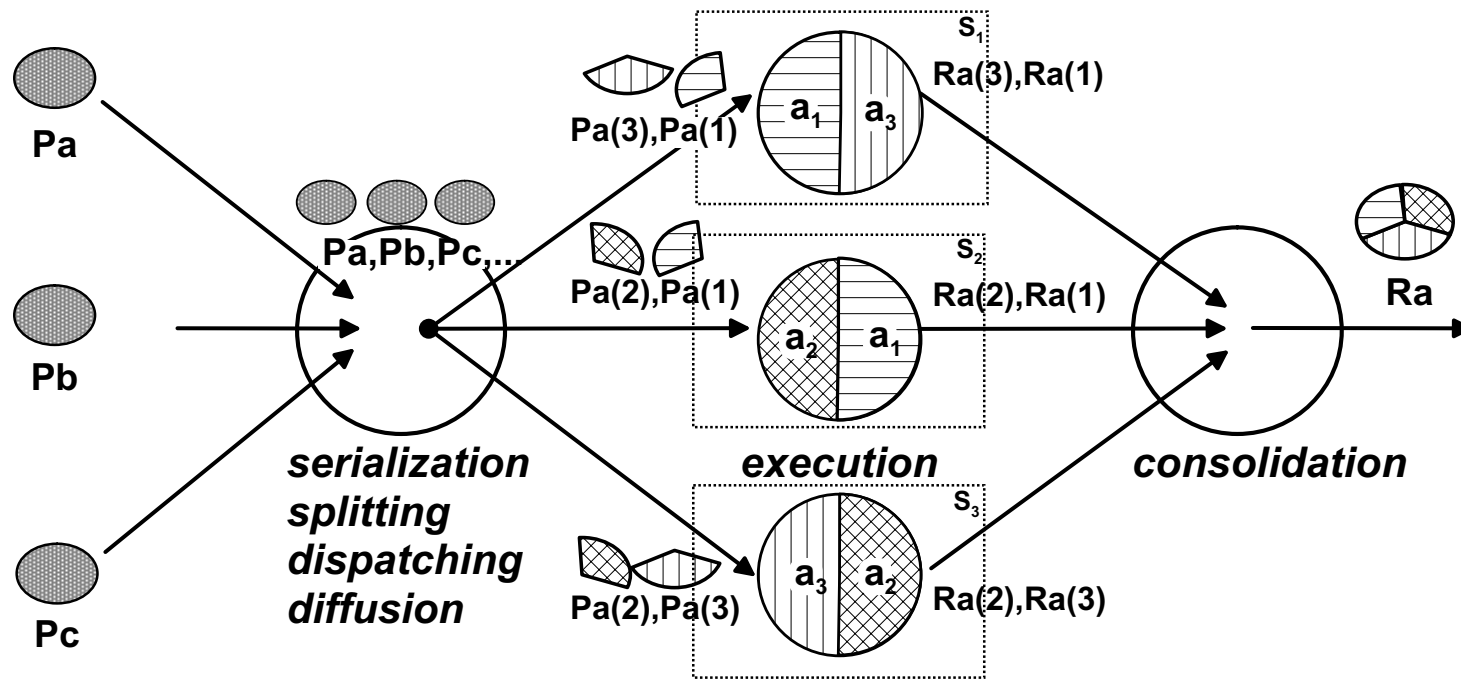 Pa
Pb
Pc
Pa,Pb,Pc,...
serialization
splitting
dispatching
diffusion
Pa(3),Pa(1)
S1
a1 a3
Ra(3),Ra(1)
Pa(2),Pa(1)
S2
a2 a1
Ra(2),Ra(1)
execution
Pa(2),Pa(3)
S3
a3 a2
Ra(2),Ra(3)
consolidation
Ra